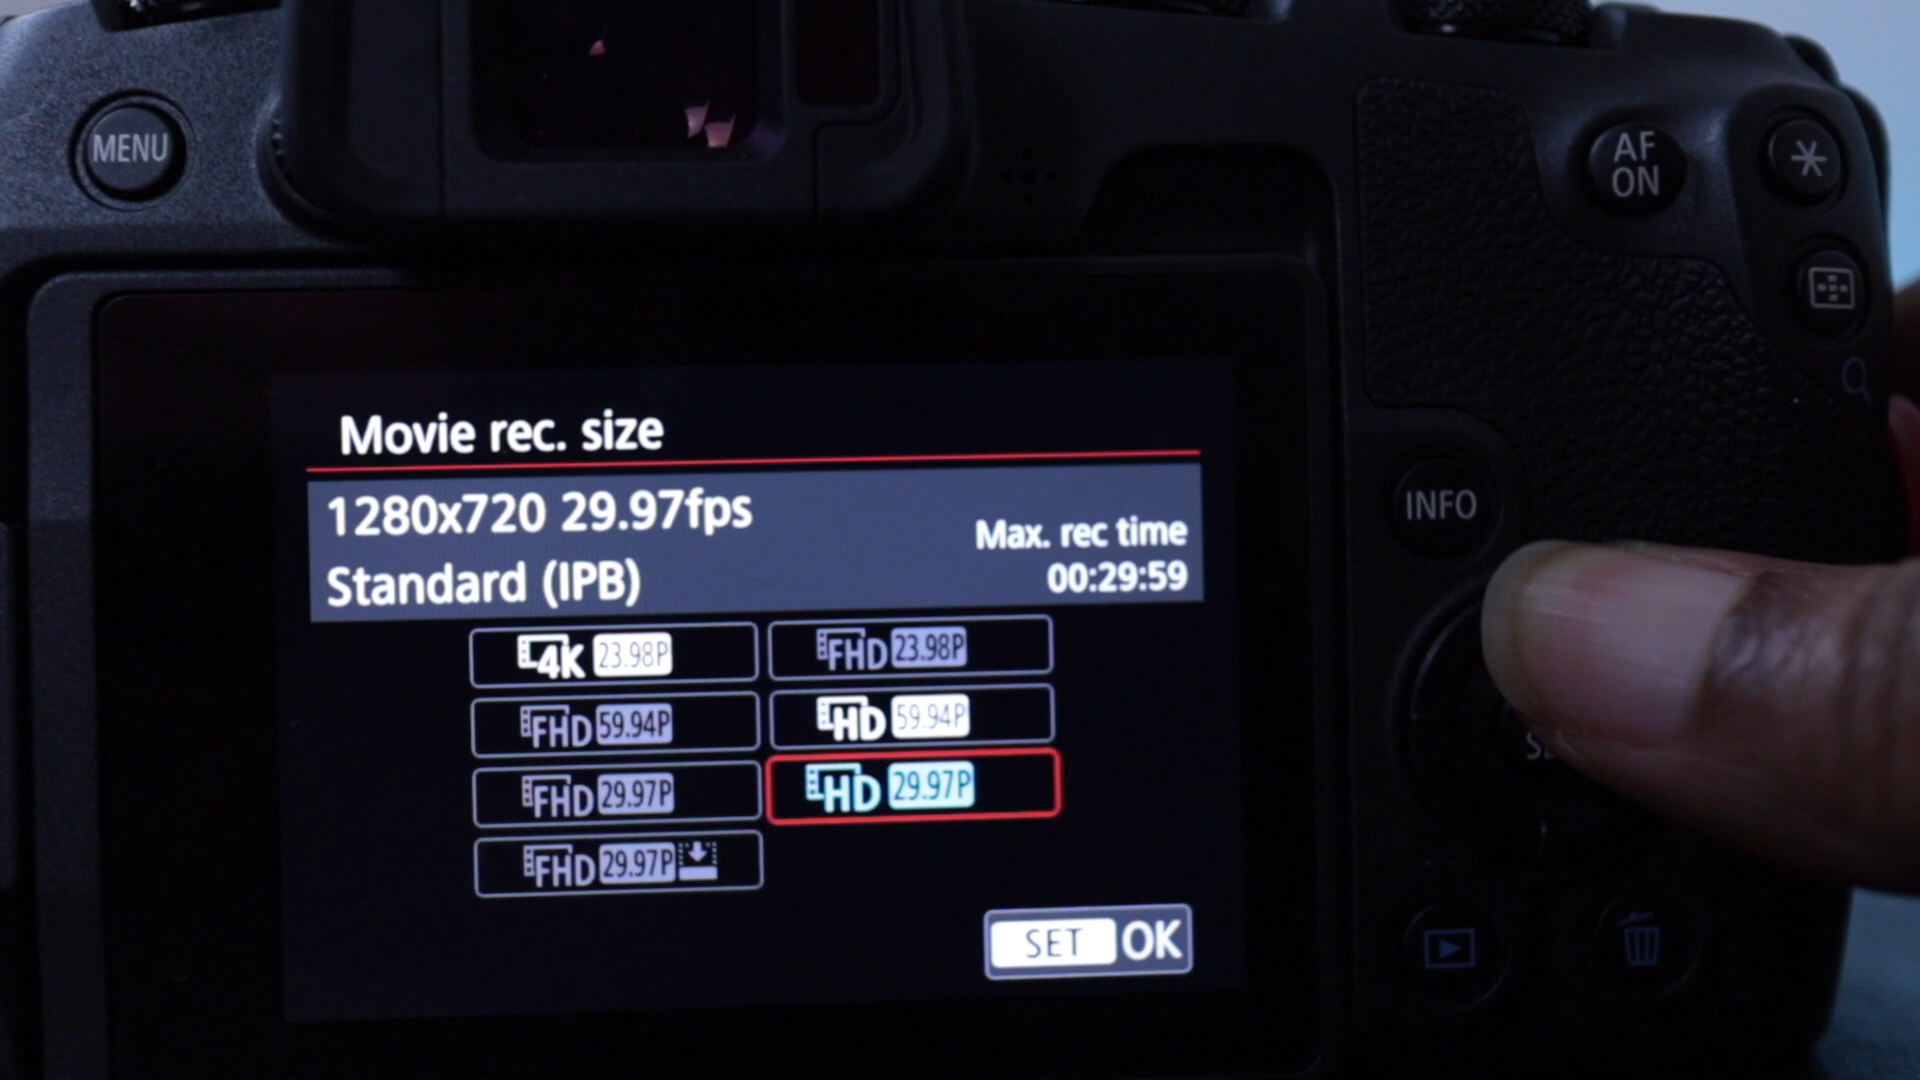 MENU
AF
ON
Movie rec. size
1280x720 29.97fps
Standard (IPB)
Max. rec time
00:29:59
INFO
4K 23.98P
FHD 23.98P
FHD 59.94P
HD 59.94P
FHD 29.97P
HD 29.97P
FHD 29.97P
SET OK